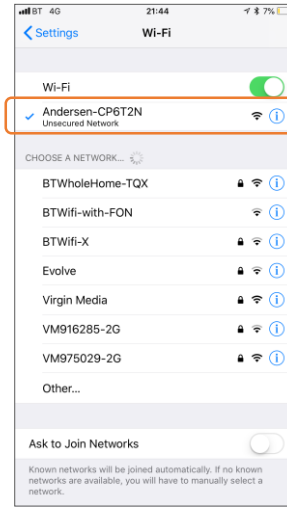 BT 4G 21:44 7%
Settings Wi-Fi
Wi-Fi
Andersen-CP6T2N
Unsecured Network
CHOOSE A NETWORK...
BTWholeHome-TQX
BTWifi-with-FON
BTWifi-X
Evolve
Virgin Media
VM916285-2G
VM975029-2G
Other...
Ask to Join Networks
Known networks will be joined automatically. If no known
networks are available, you will have to manually select a
network.